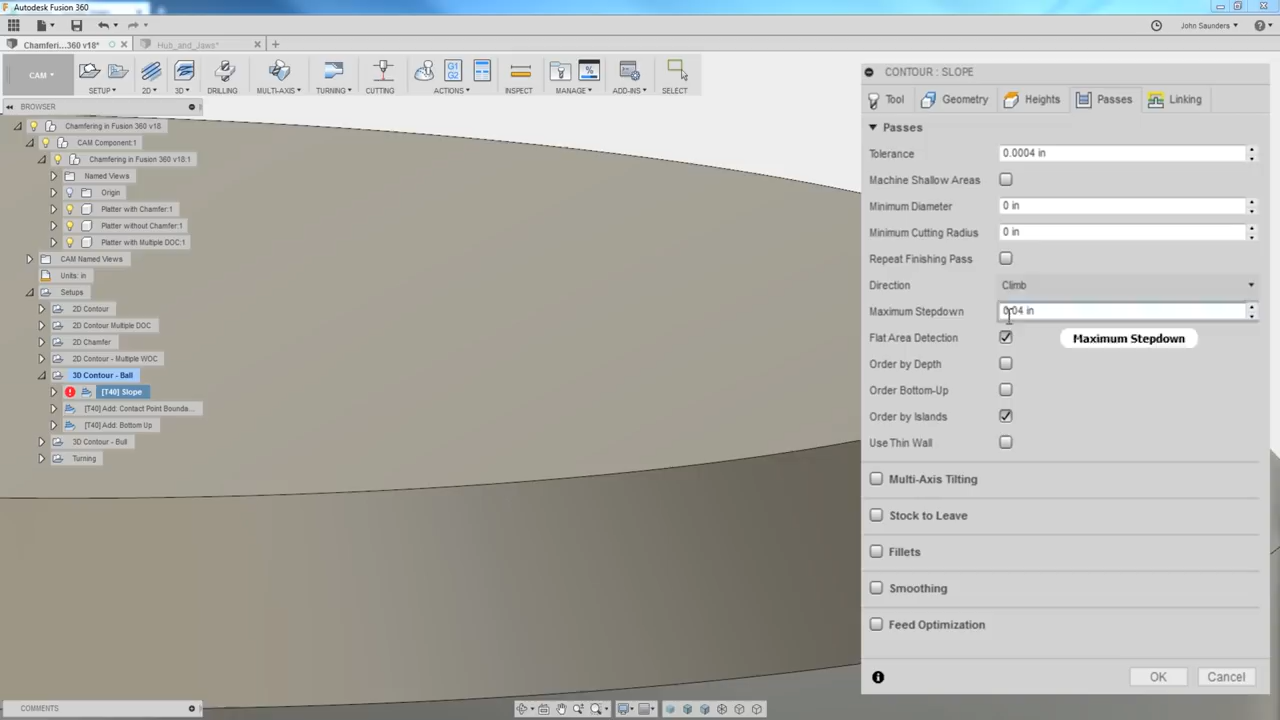 Autodesk Fusion 360
John Saunders
Chamferi...360 v18*
Hub_and_Jaws*
CAM
SETUP
2D
3D
DRILLING
MULTI-AXIS
TURNING
CUTTING
G1
G2
ACTIONS
INSPECT
MANAGE
ADD-INS
SELECT
BROWSER
Chamfering in Fusion 360 v18
CAM Component:1
Chamfering in Fusion 360 v18:1
Named Views
Origin
Platter with Chamfer:1
Platter without Chamfer:1
Platter with Multiple DOC:1
CAM Named Views
Units: in
Setups
2D Contour
2D Contour Multiple DOC
2D Chamfer
2D Contour - Multiple WOC
3D Contour - Ball
[T40] Slope
[T40] Add: Contact Point Bounda...
[T40] Add: Bottom Up
3D Contour - Bull
Turning
COMMENTS
CONTOUR : SLOPE
Tool
Geometry
Heights
Passes
Linking
Passes
Tolerance 0.0004 in
Machine Shallow Areas
Minimum Diameter 0 in
Minimum Cutting Radius 0 in
Repeat Finishing Pass
Direction Climb
Maximum Stepdown 0.04 in
Flat Area Detection
Maximum Stepdown
Order by Depth
Order Bottom-Up
Order by Islands
Use Thin Wall
Multi-Axis Tilting
Stock to Leave
Fillets
Smoothing
Feed Optimization
OK
Cancel